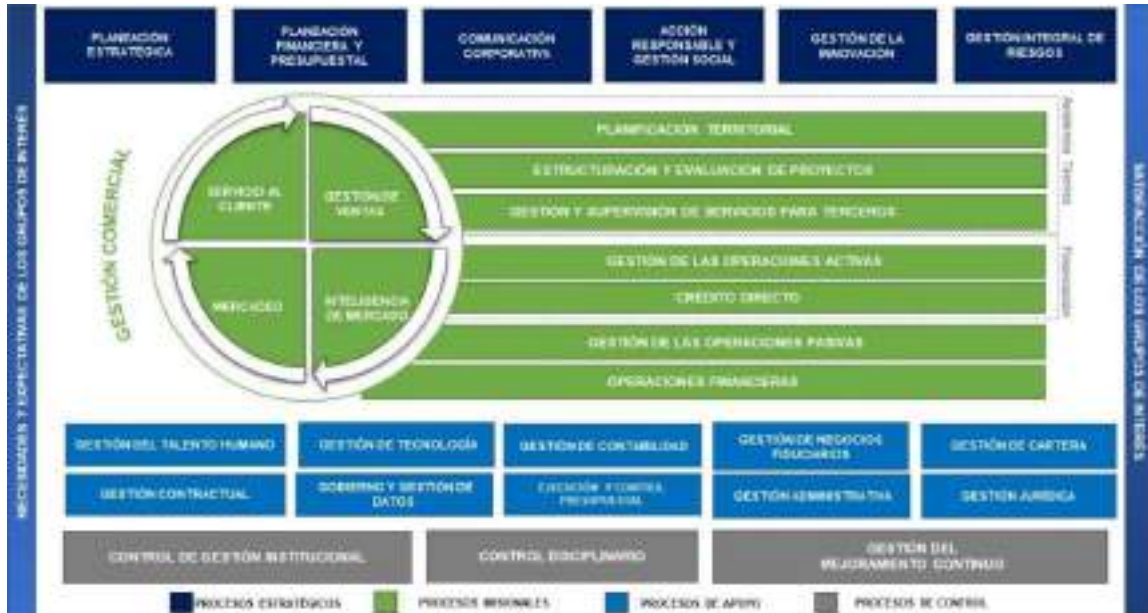 PLANEACIÓN
ESTRATÉGICA
PLANEACIÓN
FINANCIERA Y
PRESUPUESTAL
COMUNICACIÓN
CORPORATIVA
ACCIÓN
RESPONSABLE Y
GESTIÓN SOCIAL
GESTIÓN DE LA
INNOVACIÓN
GESTIÓN INTEGRAL DE
RIESGOS
NECESIDADES Y EXPECTATIVAS DE LOS GRUPOS DE INTERÉS
GESTIÓN COMERCIAL
SERVICIO AL
CLIENTE
GESTIÓN DE
VENTAS
MERCADEO
INTELIGENCIA
DE MERCADO
PLANIFICACIÓN TERRITORIAL
ESTRUCTURACIÓN Y EVALUACIÓN DE PROYECTOS
GESTIÓN Y SUPERVISIÓN DE SERVICIOS PARA TERCEROS
GESTIÓN DE LAS OPERACIONES ACTIVAS
CRÉDITO DIRECTO
GESTIÓN DE LAS OPERACIONES PASIVAS
OPERACIONES FINANCIERAS
Asistencia Técnica
Financiación
SATISFACCIÓN DE LOS GRUPOS DE INTERÉS
GESTIÓN DEL TALENTO HUMANO
GESTIÓN DE TECNOLOGÍA
GESTIÓN DE CONTABILIDAD
GESTIÓN DE NEGOCIOS
FIDUCIARIOS
GESTIÓN DE CARTERA
GESTIÓN CONTRACTUAL
GOBIERNO Y GESTIÓN DE
DATOS
EJECUCIÓN Y CONTROL
PRESUPUESTAL
GESTIÓN ADMINISTRATIVA
GESTIÓN JURÍDICA
CONTROL DE GESTIÓN INSTITUCIONAL
CONTROL DISCIPLINARIO
GESTIÓN DEL
MEJORAMIENTO CONTINUO
PROCESOS ESTRATÉGICOS
PROCESOS MISIONALES
PROCESOS DE APOYO
PROCESOS DE CONTROL